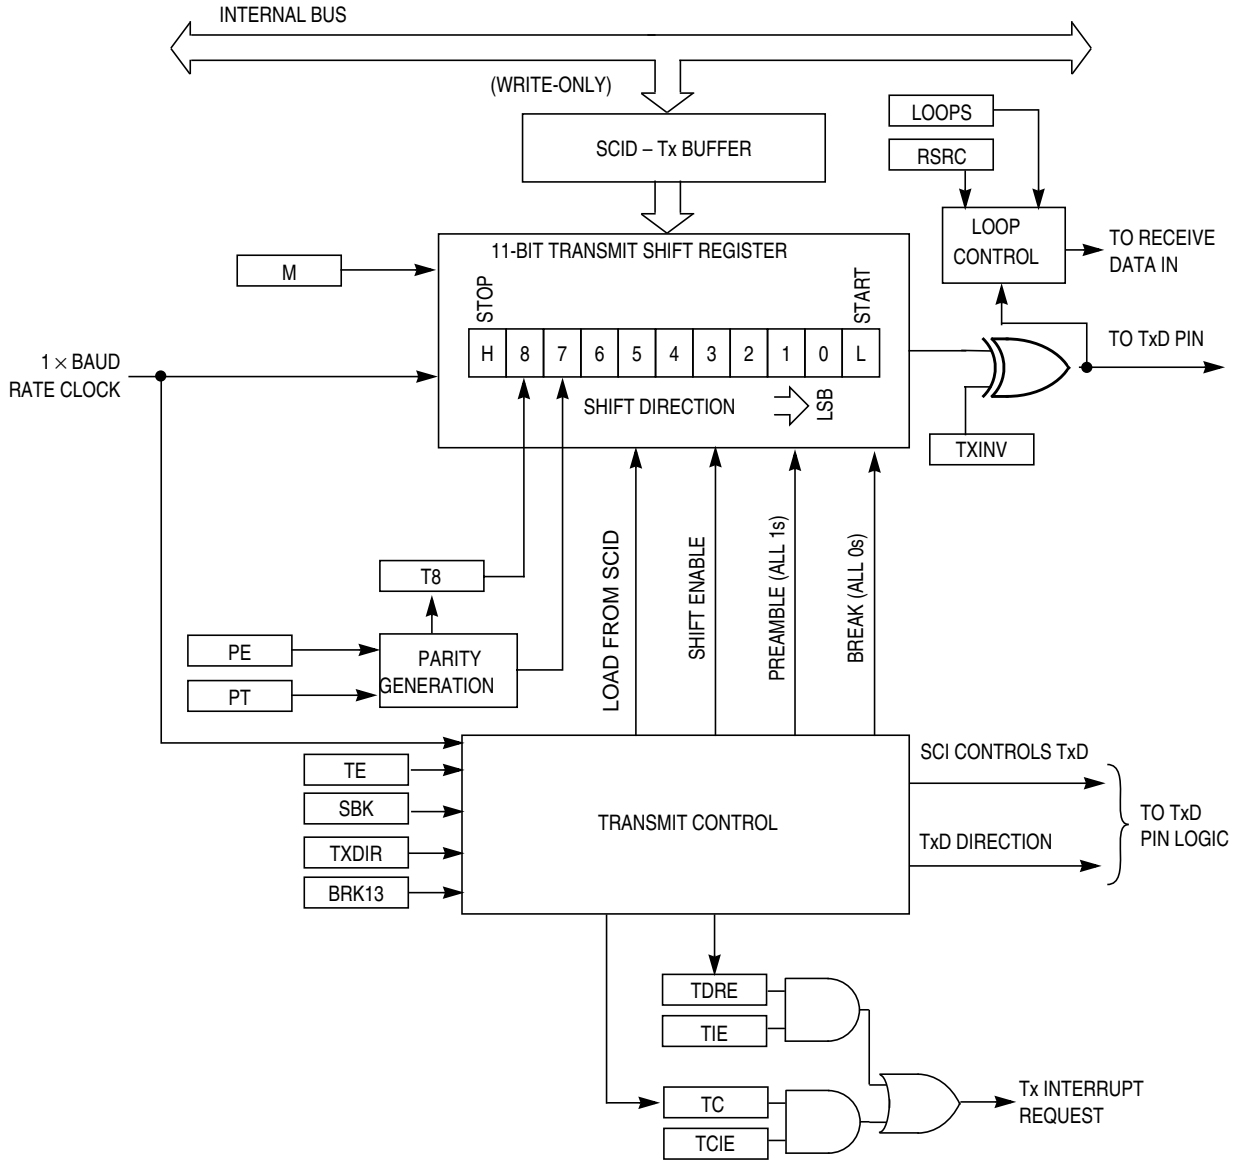 INTERNAL BUS
(WRITE-ONLY)
SCID – Tx BUFFER
LOOPS
RSRC
LOOP
CONTROL
TO RECEIVE
DATA IN
11-BIT TRANSMIT SHIFT REGISTER
M
STOP
START
H 8 7 6 5 4 3 2 1 0 L
1 × BAUD
RATE CLOCK
SHIFT DIRECTION
LSB
TO TxD PIN
TXINV
LOAD FROM SCID
SHIFT ENABLE
PREAMBLE (ALL 1s)
BREAK (ALL 0s)
T8
PE
PT
PARITY
GENERATION
TE
SBK
TXDIR
BRK13
TRANSMIT CONTROL
SCI CONTROLS TxD
TxD DIRECTION
TO TxD
PIN LOGIC
TDRE
TIE
TC
TCIE
Tx INTERRUPT
REQUEST